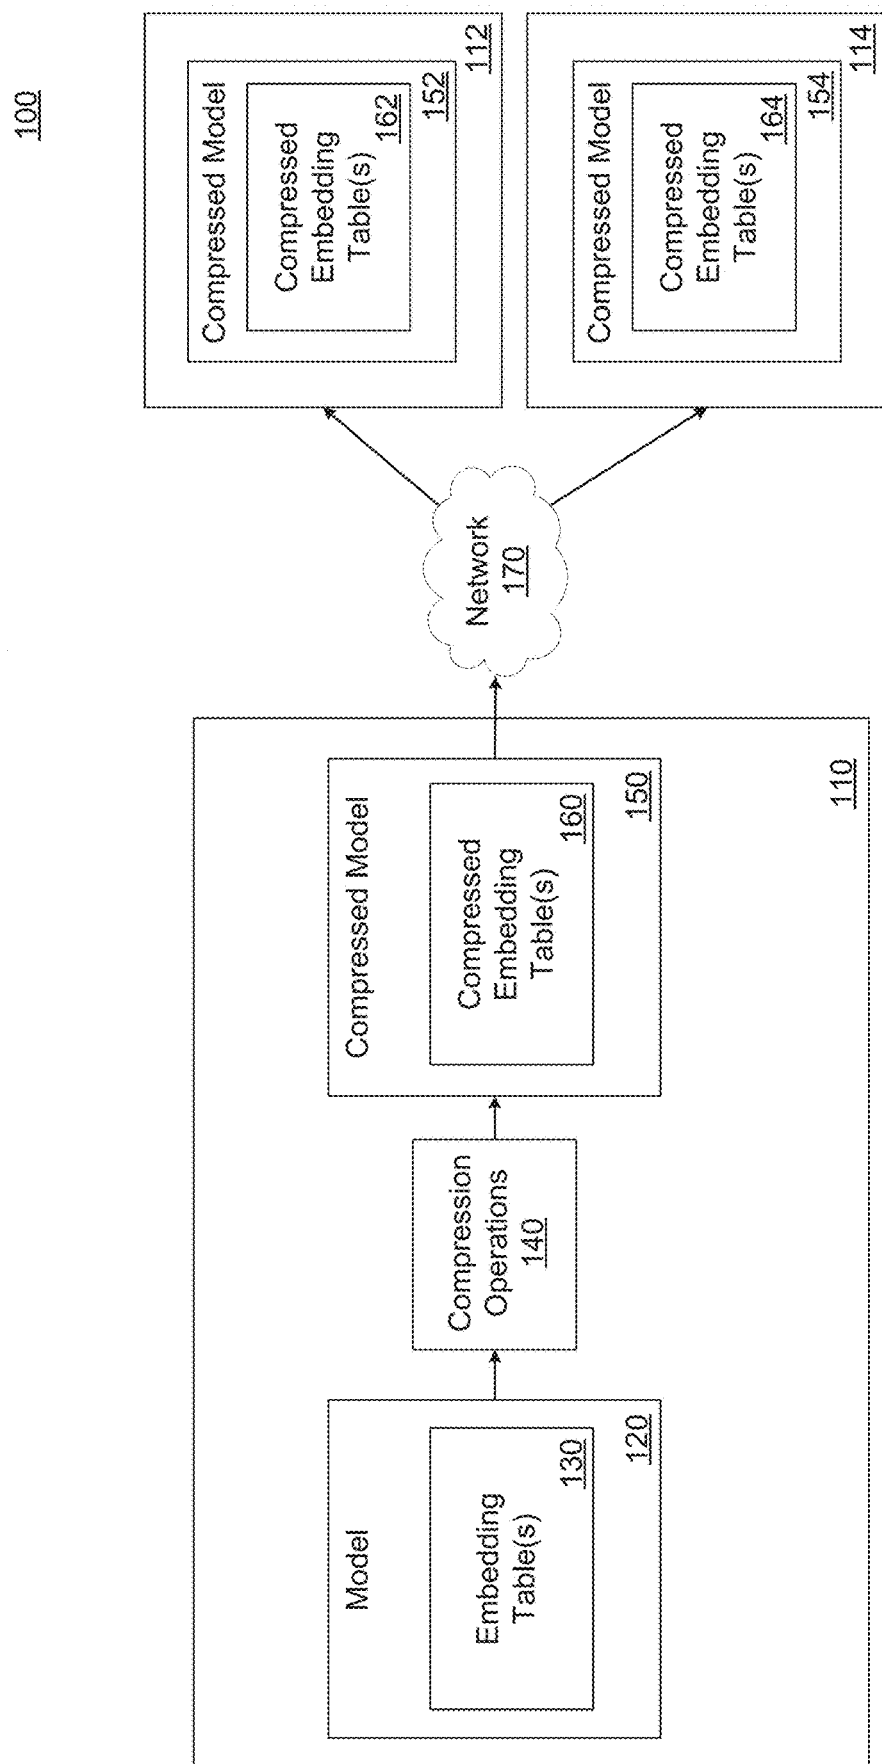 100
Model
Embedding
Table(s)
130
120
Compression
Operations
140
Compressed Model
Compressed
Embedding
Table(s)
160
150
110
Network
170
Compressed Model
Compressed
Embedding
Table(s)
162
152
112
Compressed Model
Compressed
Embedding
Table(s)
164
154
114